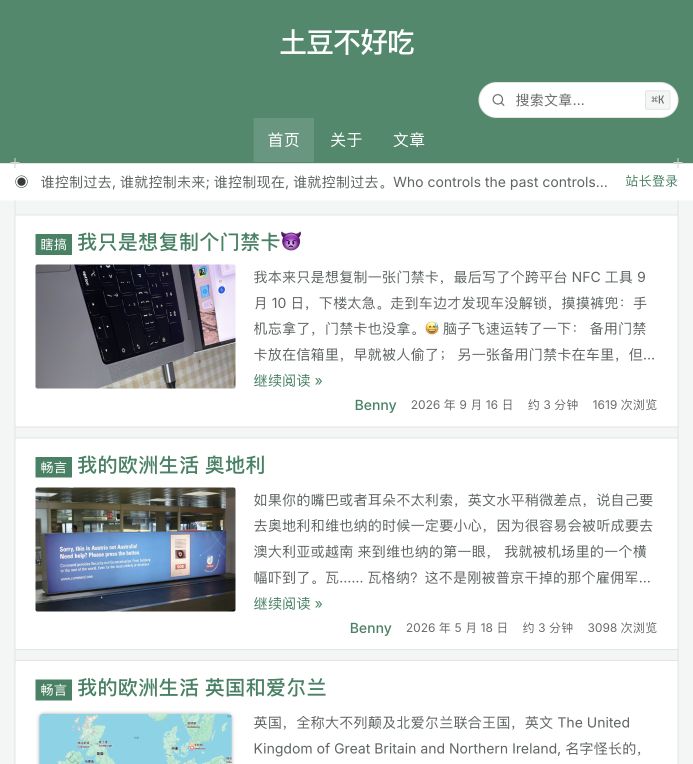 土豆不好吃
搜索文章... ⌘K
首页 关于 文章
谁控制过去, 谁就控制未来; 谁控制现在, 谁就控制过去。Who controls the past controls... 站长登录
瞎搞 我只是想复制个门禁卡😈
我本来只是想复制一张门禁卡，最后写了个跨平台 NFC 工具 9
月 10 日，下楼太急。走到车边才发现车没解锁，摸摸裤兜：手
机忘拿了，门禁卡也没拿。😅 脑子飞速运转了一下： 备用门禁
卡放在信箱里，早就被人偷了； 另一张备用门禁卡在车里，但...
继续阅读 »
Benny 2026 年 9 月 16 日 约 3 分钟 1619 次浏览
畅言 我的欧洲生活 奥地利
Sorry, this is Austria not Australia!
Need help? Please press the button.
www.commend.com
如果你的嘴巴或者耳朵不太利索，英文水平稍微差点，说自己要
去奥地利和维也纳的时候一定要小心，因为很容易会被听成要去
澳大利亚或越南 来到维也纳的第一眼， 我就被机场里的一个横
幅吓到了。瓦…… 瓦格纳？这不是刚被普京干掉的那个雇佣军...
继续阅读 »
Benny 2026 年 5 月 18 日 约 3 分钟 3098 次浏览
畅言 我的欧洲生活 英国和爱尔兰
英国，全称大不列颠及北爱尔兰联合王国，英文 The United
Kingdom of Great Britain and Northern Ireland, 名字怪长的，